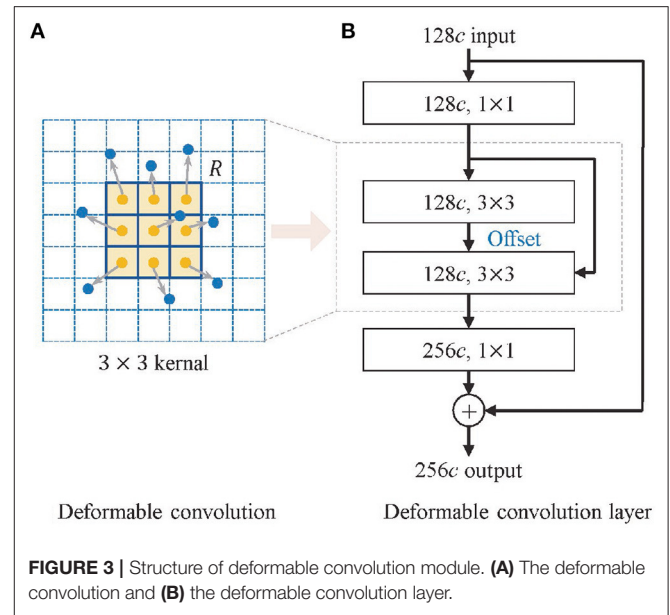 A
B
128c input
128c, 1×1
R
128c, 3×3
Offset
128c, 3×3
256c, 1×1
3 × 3 kernal
+
256c output
Deformable convolution
Deformable convolution layer
FIGURE 3 | Structure of deformable convolution module. (A) The deformable
convolution and (B) the deformable convolution layer.